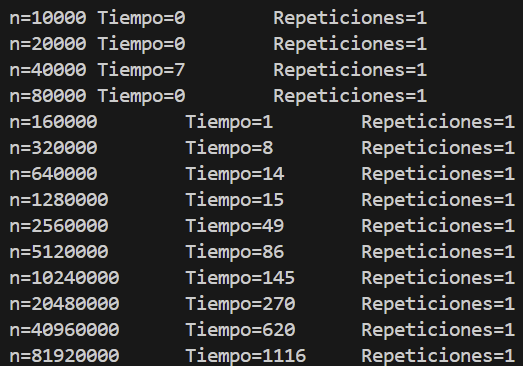 n=10000 Tiempo=0 Repeticiones=1
n=20000 Tiempo=0 Repeticiones=1
n=40000 Tiempo=7 Repeticiones=1
n=80000 Tiempo=0 Repeticiones=1
n=160000 Tiempo=1 Repeticiones=1
n=320000 Tiempo=8 Repeticiones=1
n=640000 Tiempo=14 Repeticiones=1
n=1280000 Tiempo=15 Repeticiones=1
n=2560000 Tiempo=49 Repeticiones=1
n=5120000 Tiempo=86 Repeticiones=1
n=10240000 Tiempo=145 Repeticiones=1
n=20480000 Tiempo=270 Repeticiones=1
n=40960000 Tiempo=620 Repeticiones=1
n=81920000 Tiempo=1116 Repeticiones=1